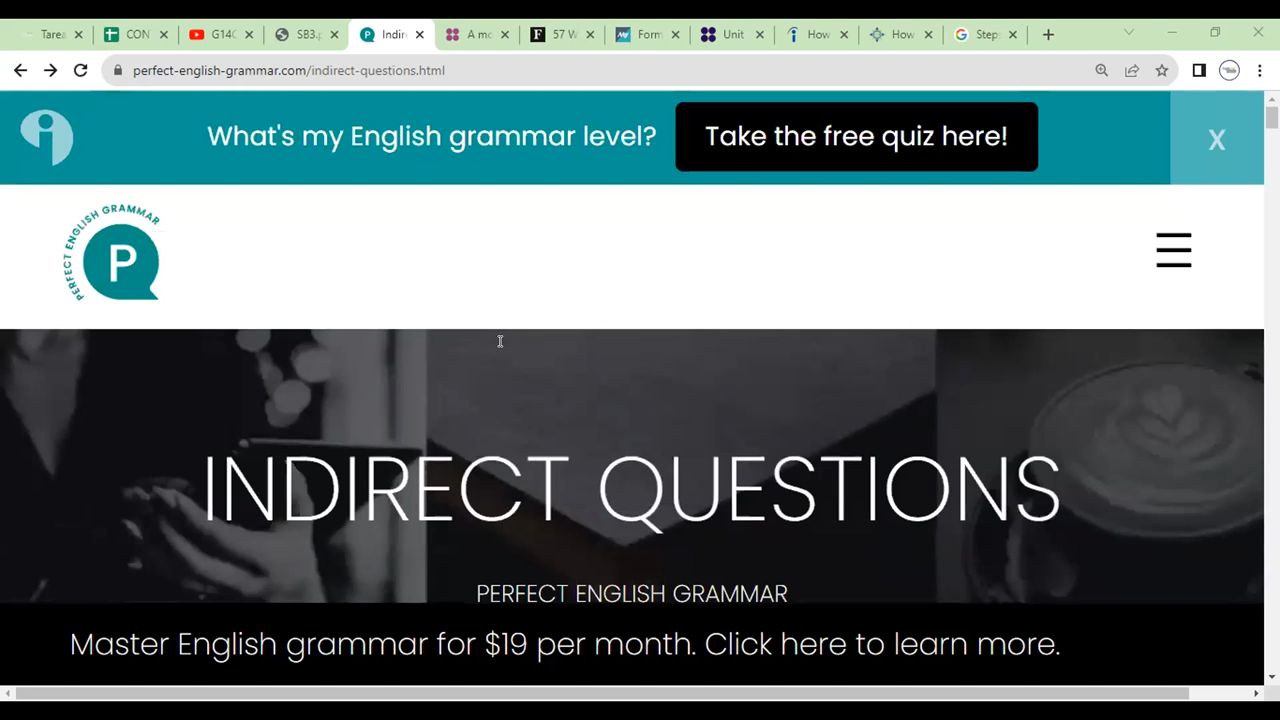 Tarea CON G14( SB3.p Indir A mo 57 W Form Unit How How Step:
perfect-english-grammar.com/indirect-questions.html
What's my English grammar level? Take the free quiz here! X
PERFECT ENGLISH GRAMMAR
P
INDIRECT QUESTIONS
PERFECT ENGLISH GRAMMAR
Master English grammar for $19 per month. Click here to learn more.